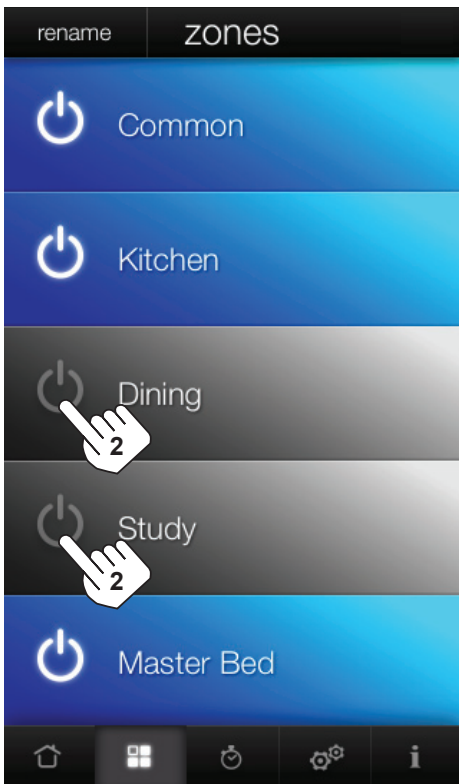 rename zones
Common
Kitchen
Dining
2
Study
2
Master Bed
i